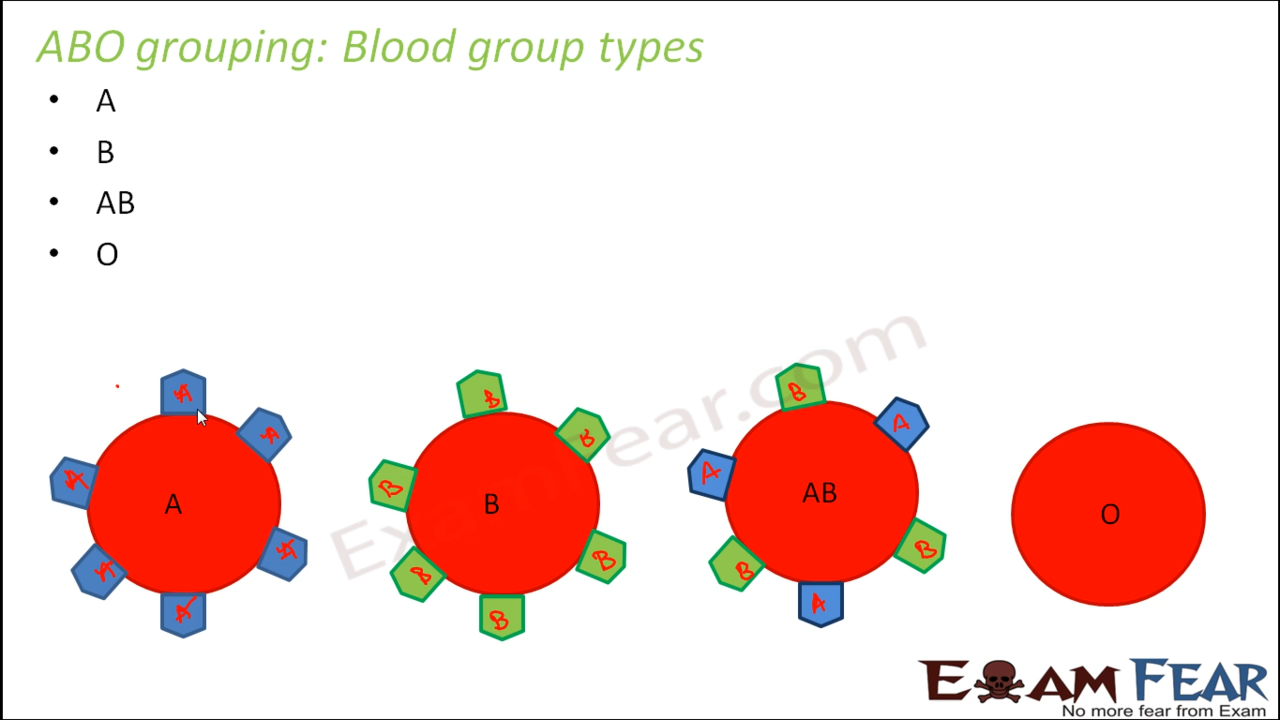 ABO grouping: Blood group types
• A
• B
• AB
• O
A
A
A
A
A
A
A
B
B
B
B
B
B
B
B
A
A
AB
B
B
A
O
ExamFear.com
EXAM FEAR
No more fear from Exam